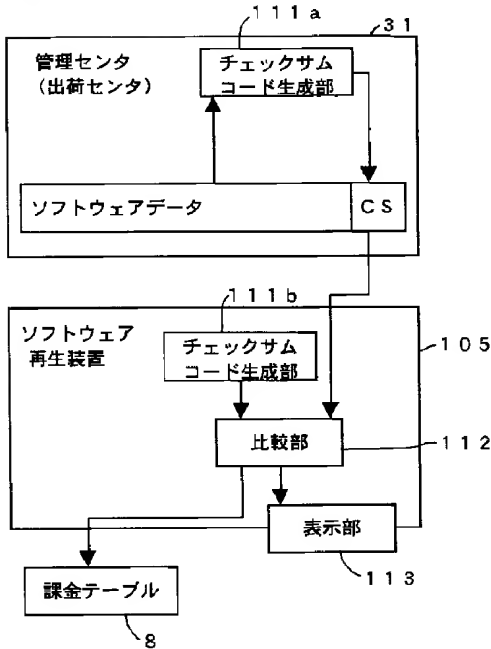 111a
31
管理センタ
(出荷センタ)
チェックサム
コード生成部
ソフトウェアデータ
CS
111b
ソフトウェア
再生装置
チェックサム
コード生成部
105
比較部
112
表示部
113
課金テーブル
8